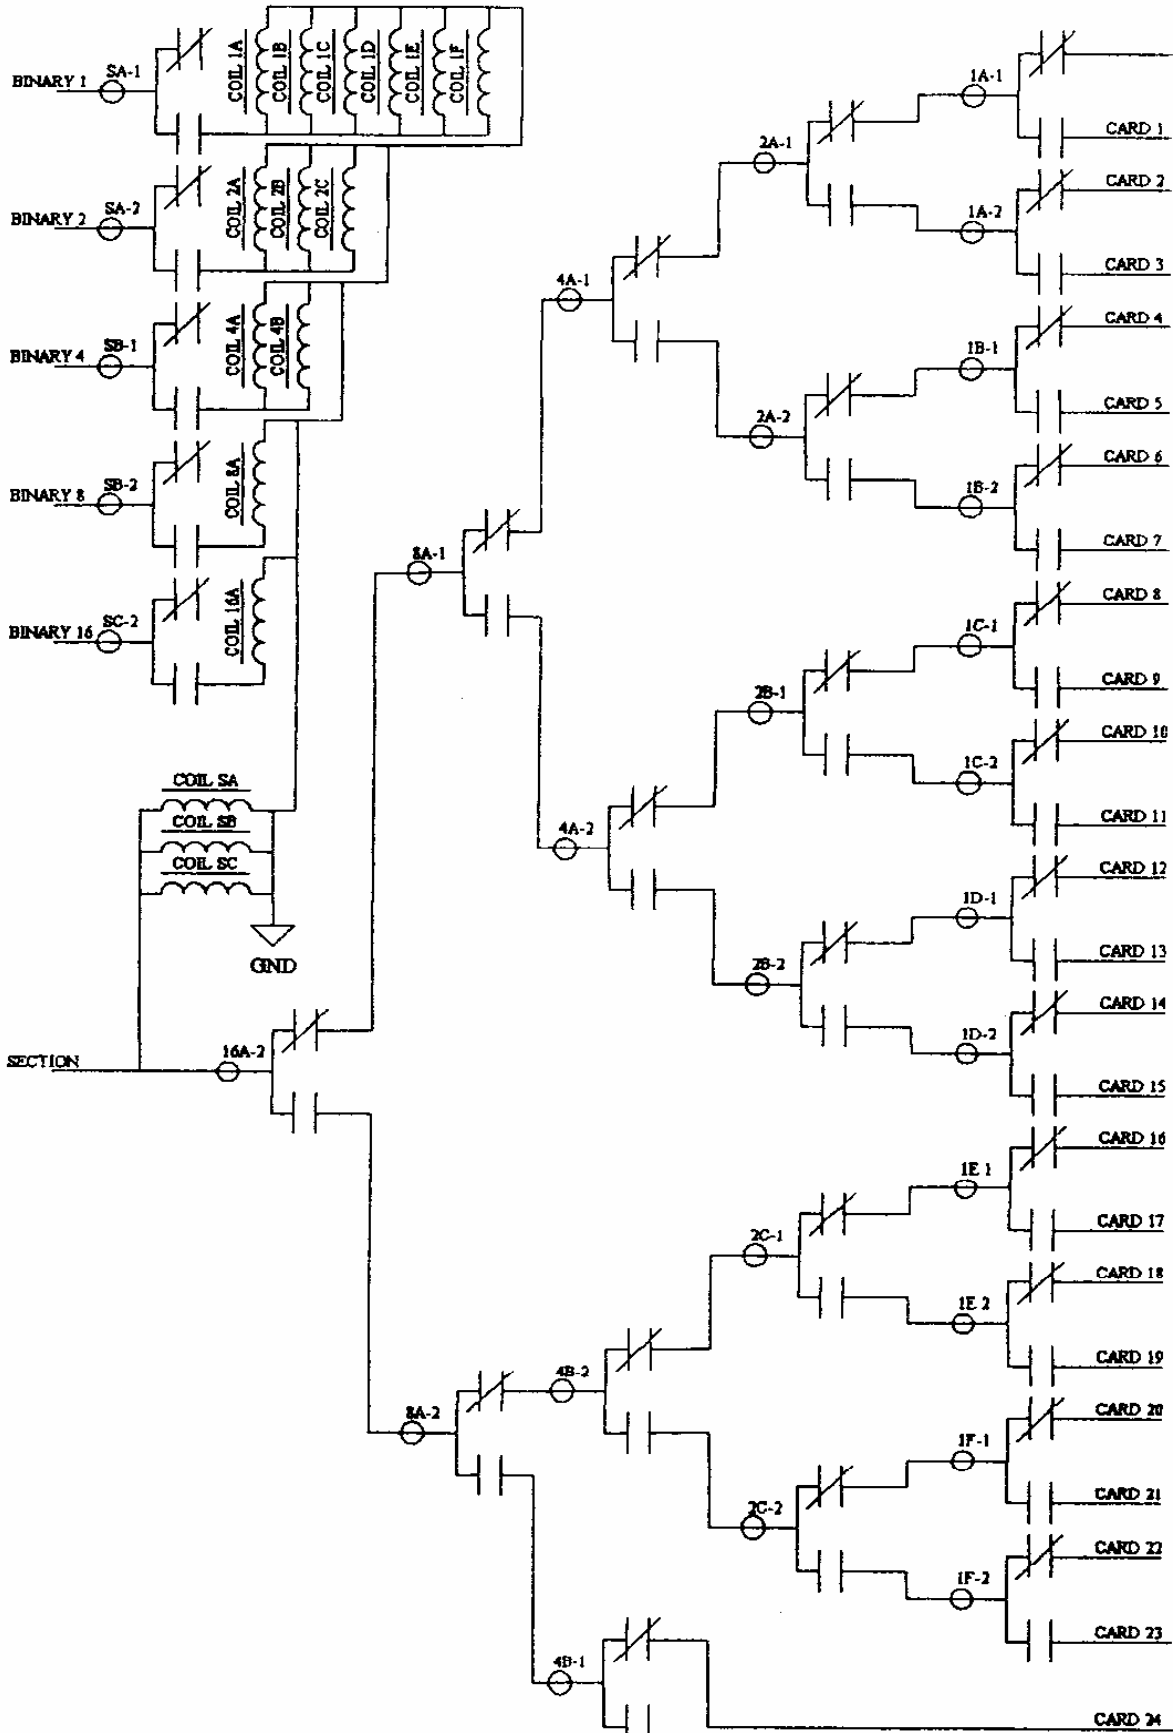 BINARY 1
SA-1
COIL 1A
COIL 1B
COIL 1C
COIL 1D
COIL 1E
COIL 1F
BINARY 2
SA-2
COIL 2A
COIL 2B
COIL 2C
BINARY 4
SB-1
COIL 4A
COIL 4B
BINARY 8
SB-2
COIL 8A
BINARY 16
SC-2
COIL 16A
COIL SA
COIL SB
COIL SC
GND
SECTION
16A-2
8A-1
8A-2
4A-1
4A-2
4B-2
4B-1
2A-1
2A-2
2B-1
2B-2
2C-1
2C-2
1A-1
1A-2
1B-1
1B-2
1C-1
1C-2
1D-1
1D-2
1E 1
1E 2
1F-1
1F-2
CARD 1
CARD 2
CARD 3
CARD 4
CARD 5
CARD 6
CARD 7
CARD 8
CARD 9
CARD 10
CARD 11
CARD 12
CARD 13
CARD 14
CARD 15
CARD 16
CARD 17
CARD 18
CARD 19
CARD 20
CARD 21
CARD 22
CARD 23
CARD 24